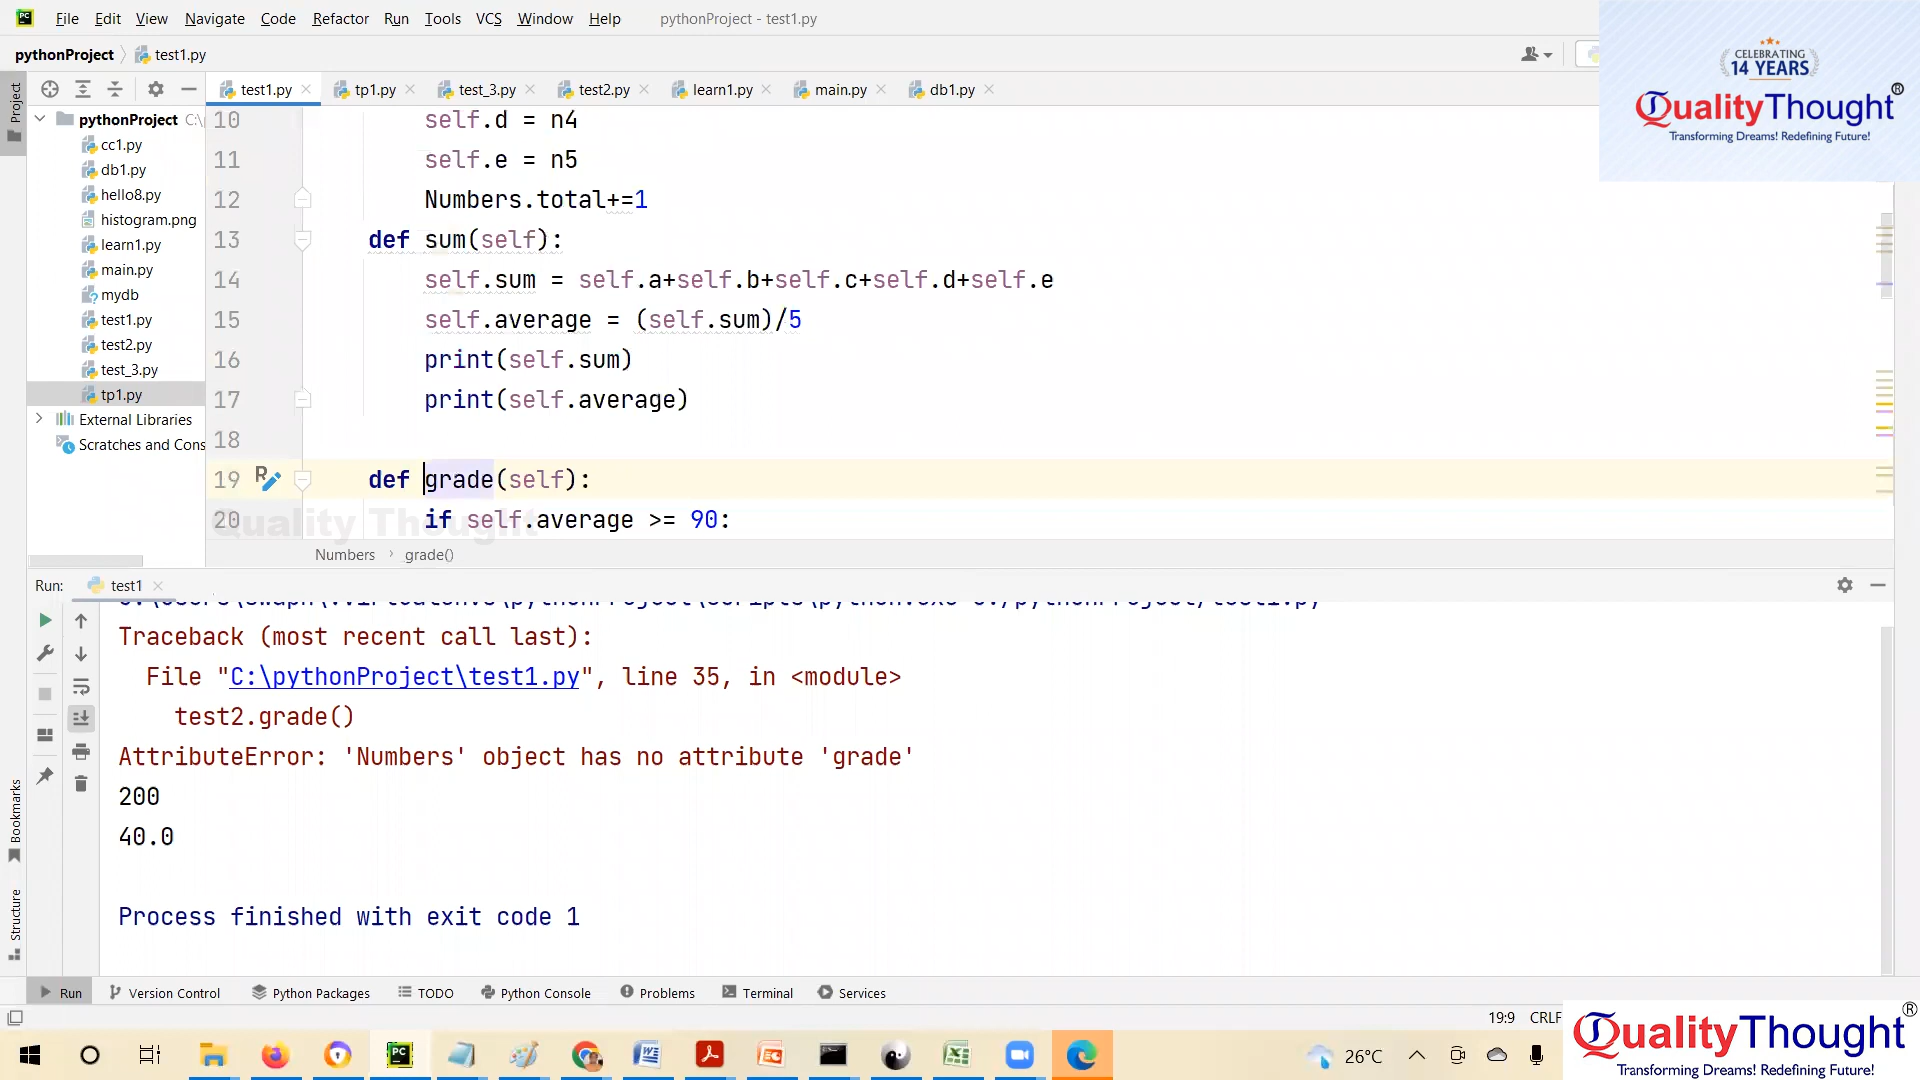 File Edit View Navigate Code Refactor Run Tools VCS Window Help pythonProject - test1.py
pythonProject test1.py
CELEBRATING
14 YEARS
QualityThought ®
Transforming Dreams! Redefining Future!
Project
test1.py tp1.py test_3.py test2.py learn1.py main.py db1.py
pythonProject C:\
cc1.py
db1.py
hello8.py
histogram.png
learn1.py
main.py
mydb
test1.py
test2.py
test_3.py
tp1.py
External Libraries
Scratches and Cons
10 self.d = n4
11 self.e = n5
12 Numbers.total+=1
13 def sum(self):
14 self.sum = self.a+self.b+self.c+self.d+self.e
15 self.average = (self.sum)/5
16 print(self.sum)
17 print(self.average)
18
19 def grade(self):
20 if self.average >= 90:
Quality Thought
Numbers › grade()
Run: test1
Traceback (most recent call last):
File "C:\pythonProject\test1.py", line 35, in <module>
test2.grade()
AttributeError: 'Numbers' object has no attribute 'grade'
200
40.0
Process finished with exit code 1
Bookmarks
Structure
Run Version Control Python Packages TODO Python Console Problems Terminal Services
19:9 CRLF
26°C
QualityThought ®
Transforming Dreams! Redefining Future!